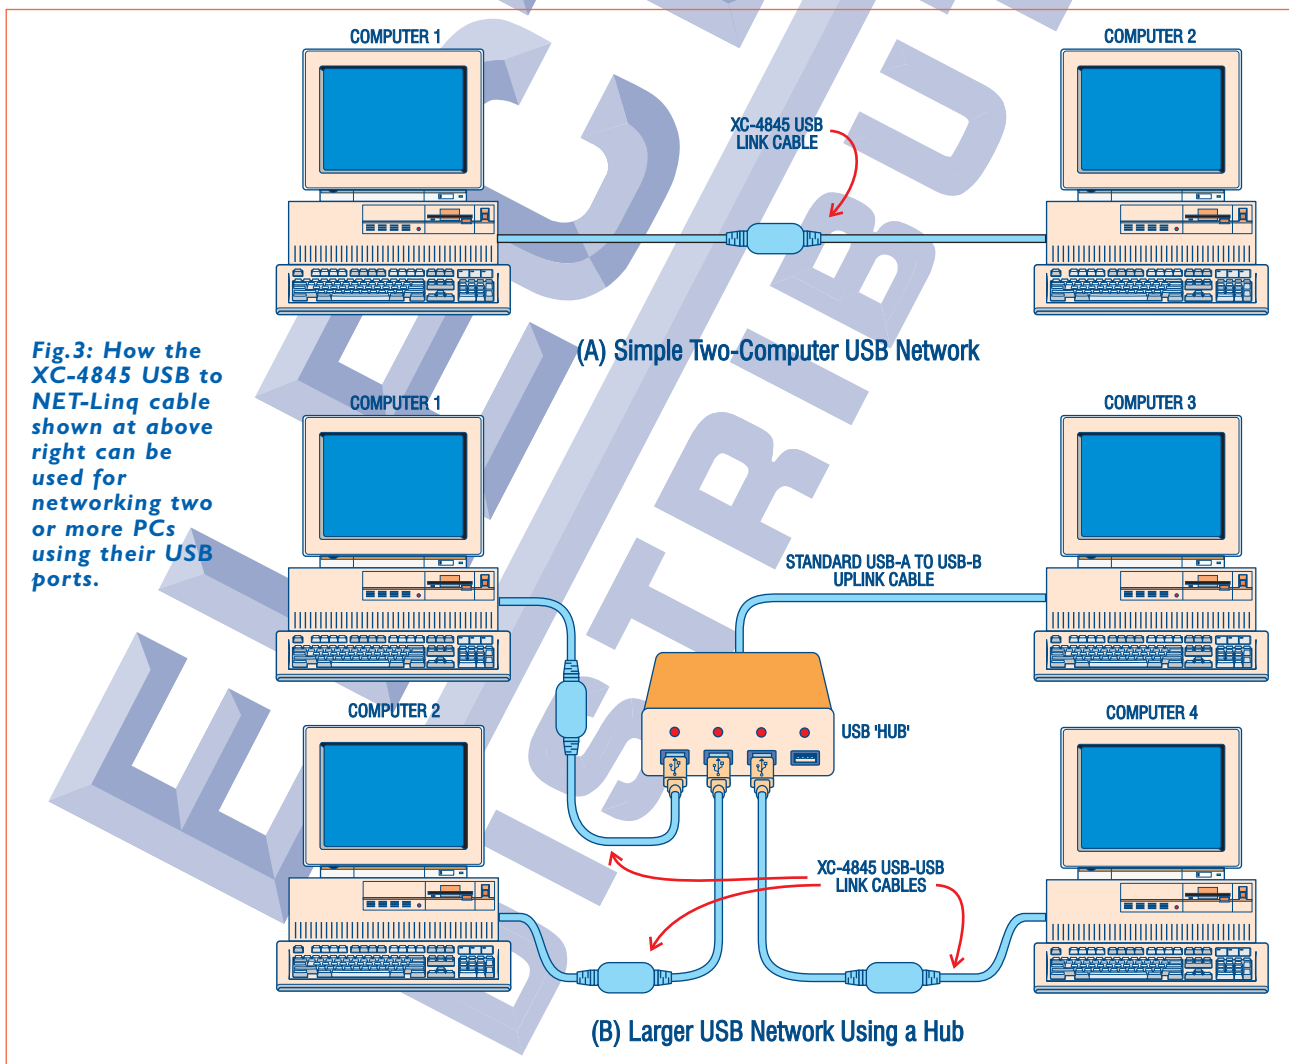 COMPUTER 1
COMPUTER 2
XC-4845 USB
LINK CABLE
(A) Simple Two-Computer USB Network
Fig.3: How the
XC-4845 USB to
NET-Linq cable
shown at above
right can be
used for
networking two
or more PCs
using their USB
ports.
COMPUTER 1
COMPUTER 3
STANDARD USB-A TO USB-B
UPLINK CABLE
COMPUTER 2
USB 'HUB'
COMPUTER 4
XC-4845 USB-USB
LINK CABLES
(B) Larger USB Network Using a Hub
ELEC
DISTRIBU